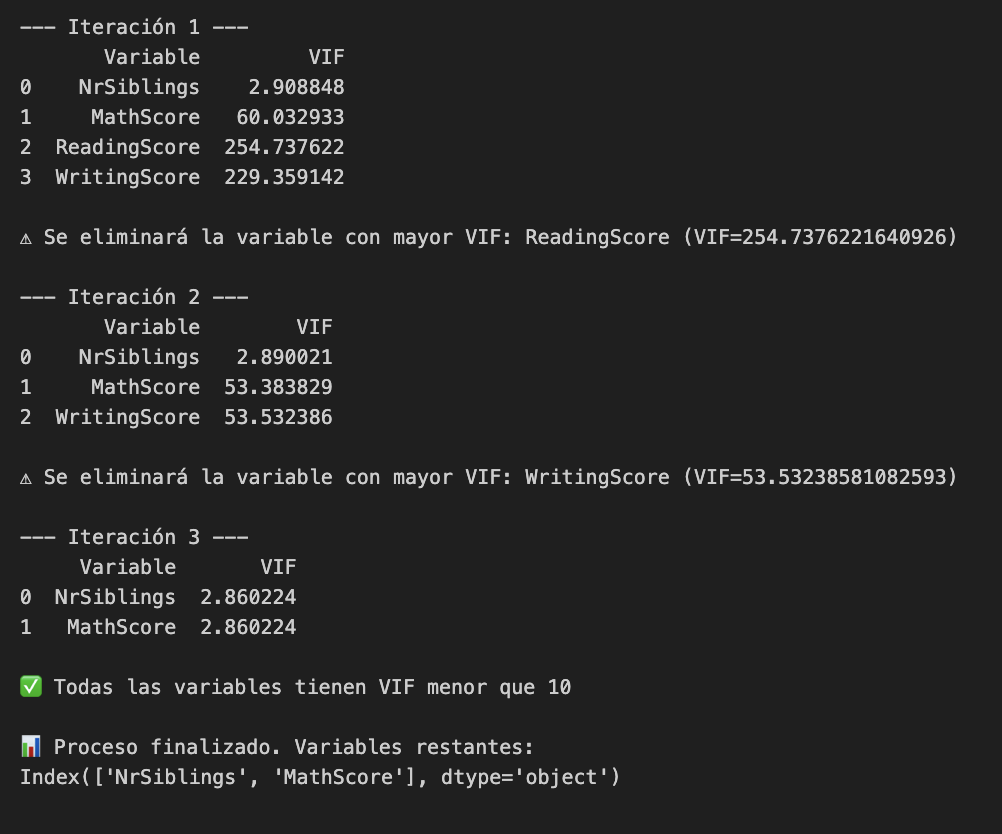 --- Iteración 1 ---
Variable VIF
0 NrSiblings 2.908848
1 MathScore 60.032933
2 ReadingScore 254.737622
3 WritingScore 229.359142
⚠ Se eliminará la variable con mayor VIF: ReadingScore (VIF=254.7376221640926)
--- Iteración 2 ---
Variable VIF
0 NrSiblings 2.890021
1 MathScore 53.383829
2 WritingScore 53.532386
⚠ Se eliminará la variable con mayor VIF: WritingScore (VIF=53.53238581082593)
--- Iteración 3 ---
Variable VIF
0 NrSiblings 2.860224
1 MathScore 2.860224
✅ Todas las variables tienen VIF menor que 10
📊 Proceso finalizado. Variables restantes:
Index(['NrSiblings', 'MathScore'], dtype='object')